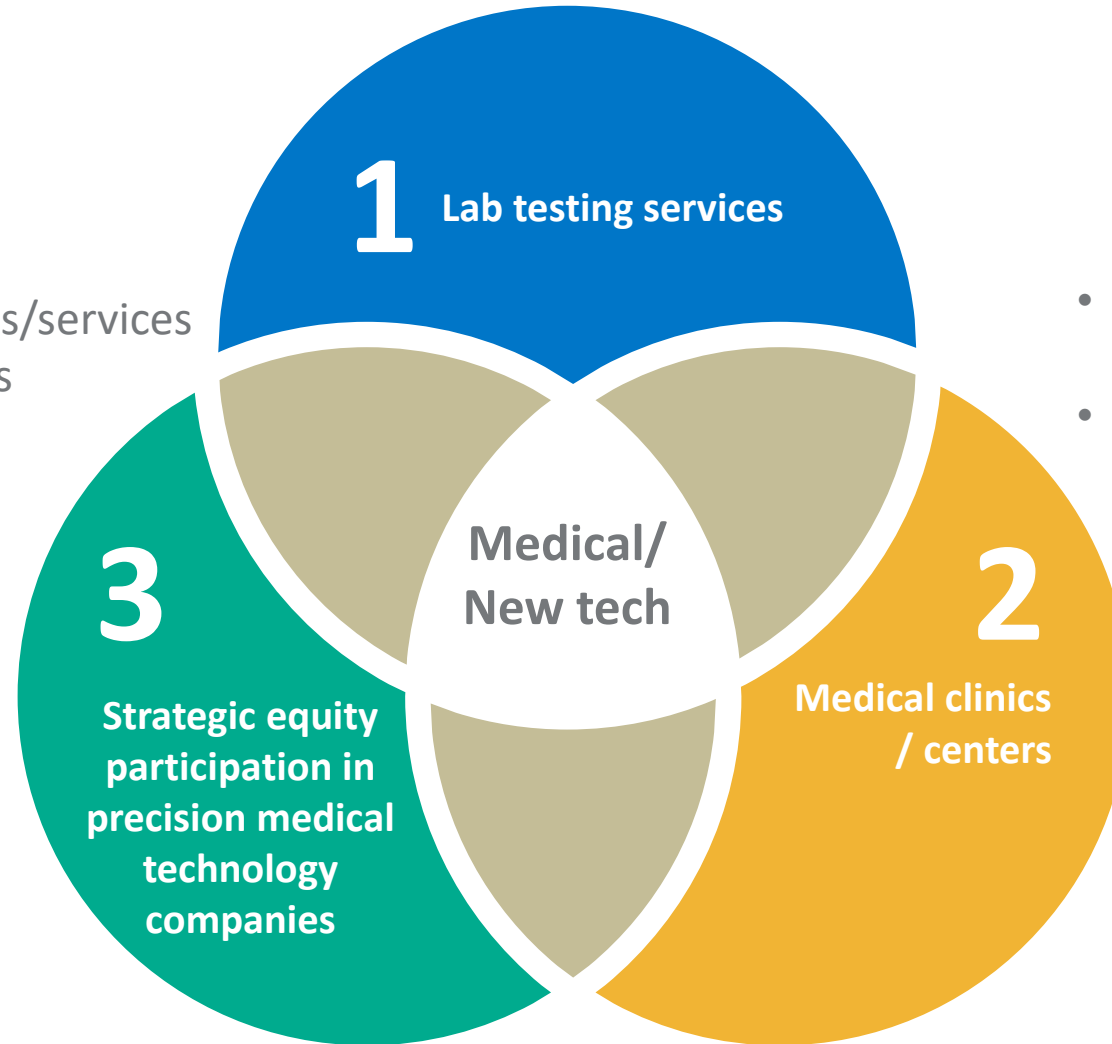 1 Lab testing services
s/services
s
•
•
Medical/
New tech
3
Strategic equity
participation in
precision medical
technology
companies
2
Medical clinics
/ centers